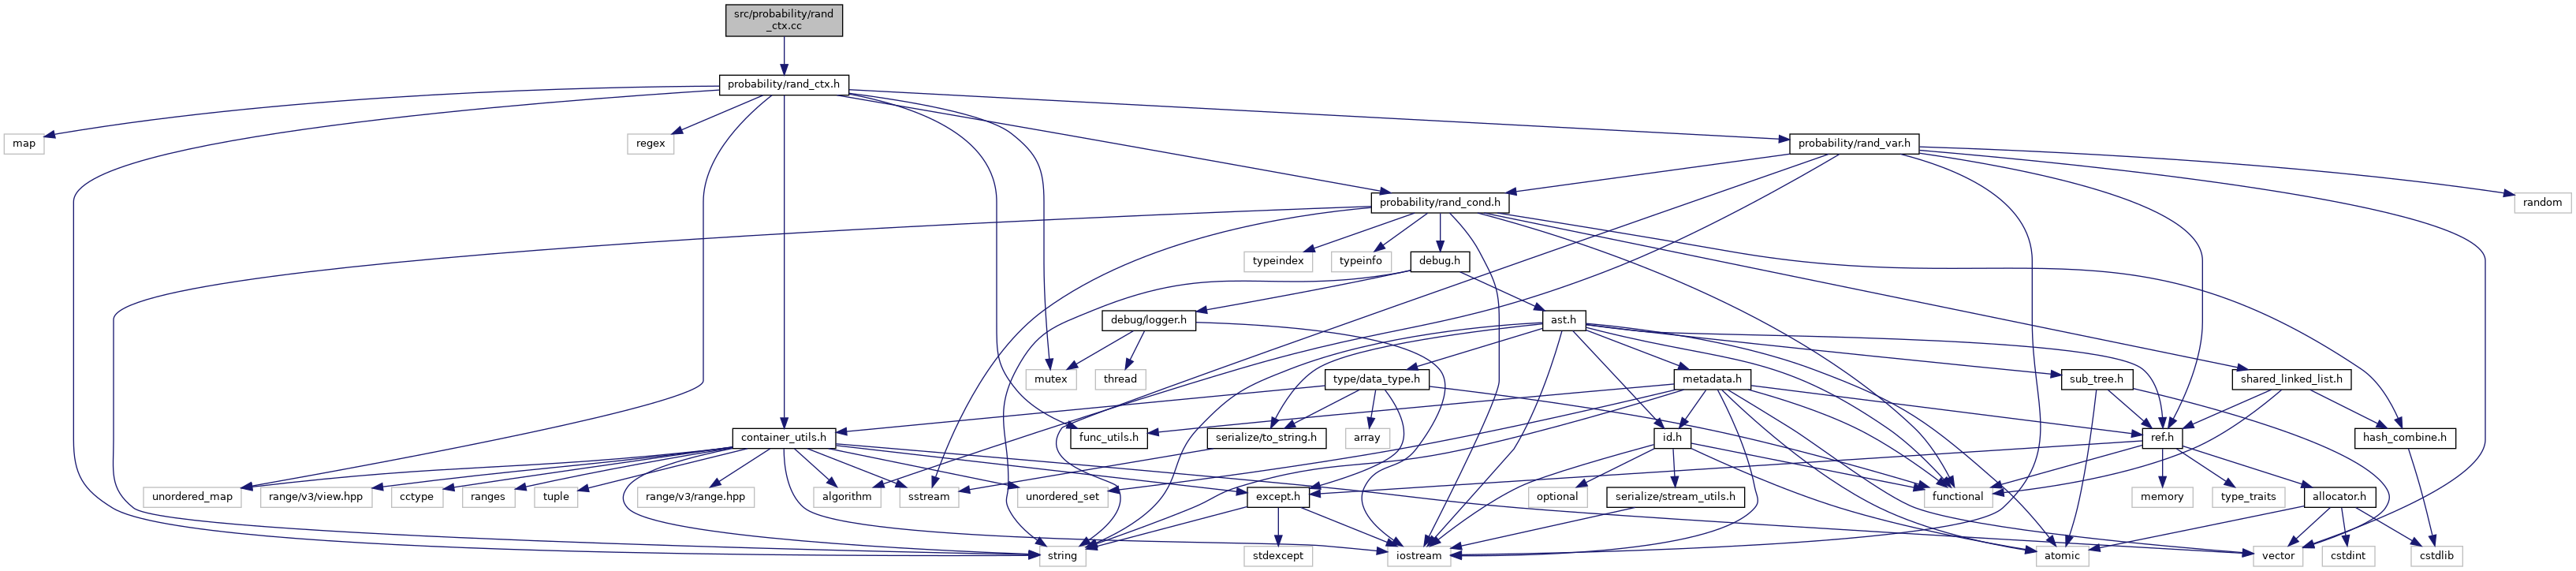 src/probability/rand
_ctx.cc
probability/rand_ctx.h
map
regex
probability/rand_var.h
probability/rand_cond.h
random
typeindex
typeinfo
debug.h
debug/logger.h
ast.h
mutex
thread
type/data_type.h
metadata.h
sub_tree.h
shared_linked_list.h
container_utils.h
func_utils.h
serialize/to_string.h
array
id.h
ref.h
hash_combine.h
unordered_map
range/v3/view.hpp
cctype
ranges
tuple
range/v3/range.hpp
algorithm
sstream
unordered_set
except.h
optional
serialize/stream_utils.h
functional
memory
type_traits
allocator.h
string
stdexcept
iostream
atomic
vector
cstdint
cstdlib